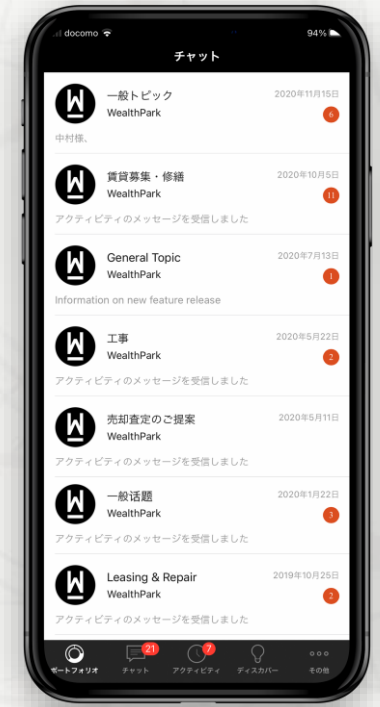 docomo
94%
チャット
一般トピック
2020年11月15日
WealthPark
6
中村様、
賃貸募集・修繕
2020年10月5日
WealthPark
11
アクティビティのメッセージを受信しました
General Topic
2020年7月13日
WealthPark
1
Information on new feature release
工事
2020年5月22日
WealthPark
2
アクティビティのメッセージを受信しました
売却査定のご提案
2020年5月11日
WealthPark
アクティビティのメッセージを受信しました
一般话题
2020年1月22日
WealthPark
3
アクティビティのメッセージを受信しました
Leasing & Repair
2019年10月25日
WealthPark
2
アクティビティのメッセージを受信しました
21
7
ポートフォリオ
チャット
アクティビティ
ディスカバー
その他